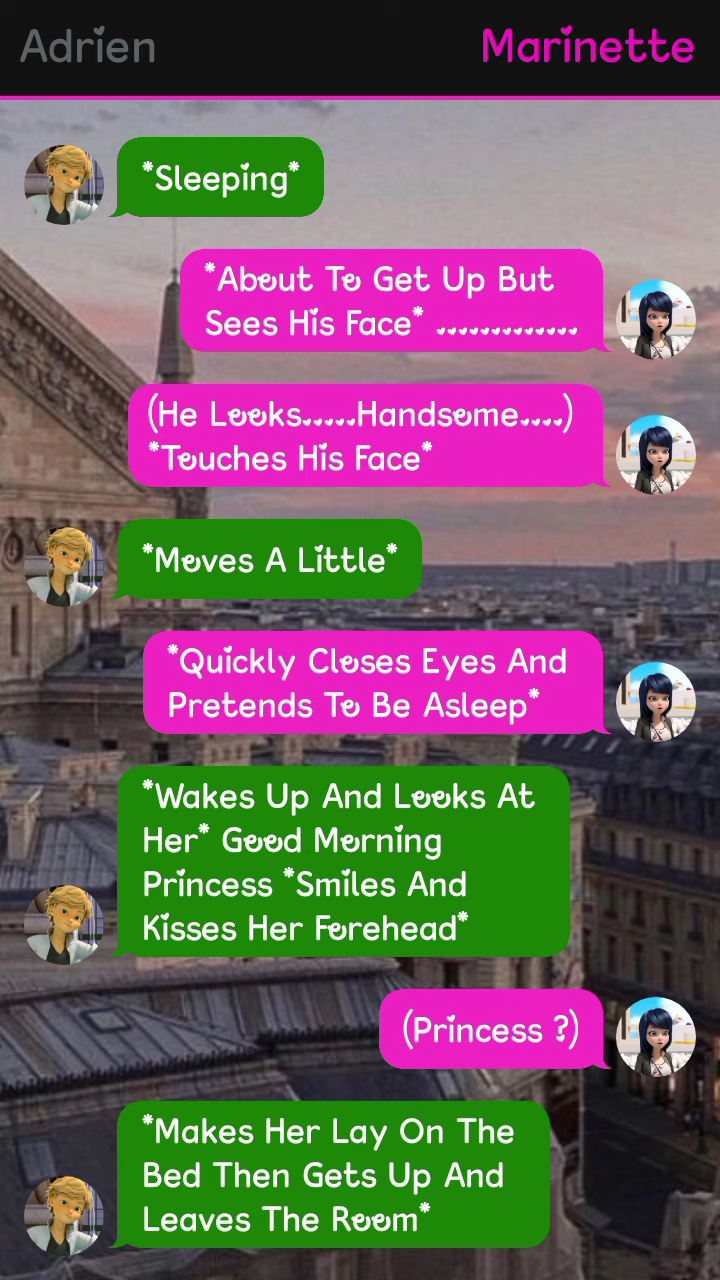 Adrien
Marinette
*Sleeping*
*About To Get Up But
Sees His Face* .............
(He Looks.....Handsome....)
*Touches His Face*
*Moves A Little*
*Quickly Closes Eyes And
Pretends To Be Asleep*
*Wakes Up And Looks At
Her* Good Morning
Princess *Smiles And
Kisses Her Forehead*
(Princess ?)
*Makes Her Lay On The
Bed Then Gets Up And
Leaves The Room*